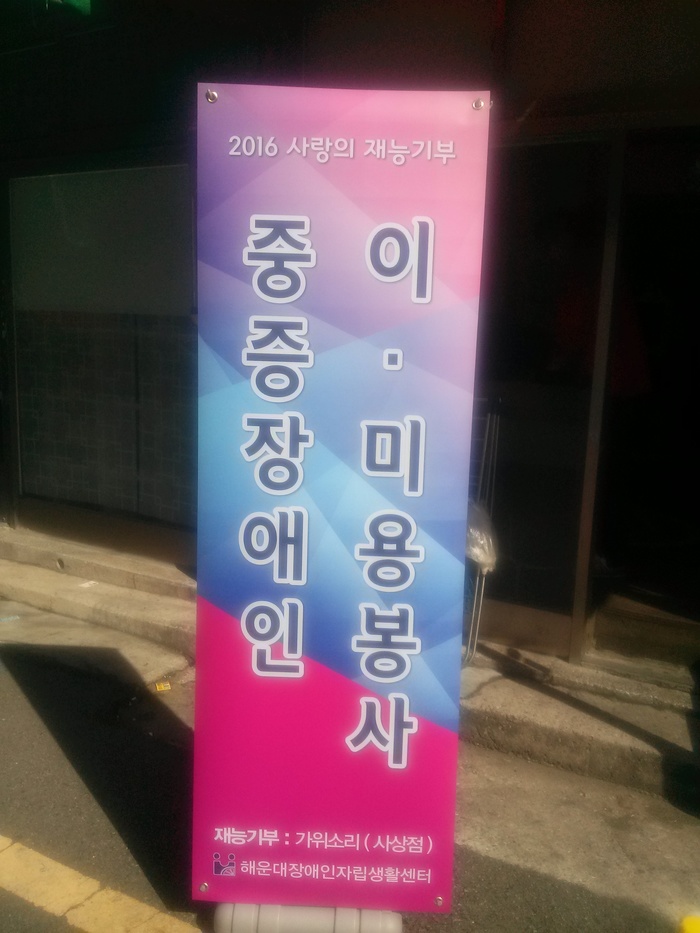 2016 사랑의 재능기부
중증장애인
이·미용봉사
재능기부 : 가위소리 ( 사상점 )
해운대장애인자립생활센터